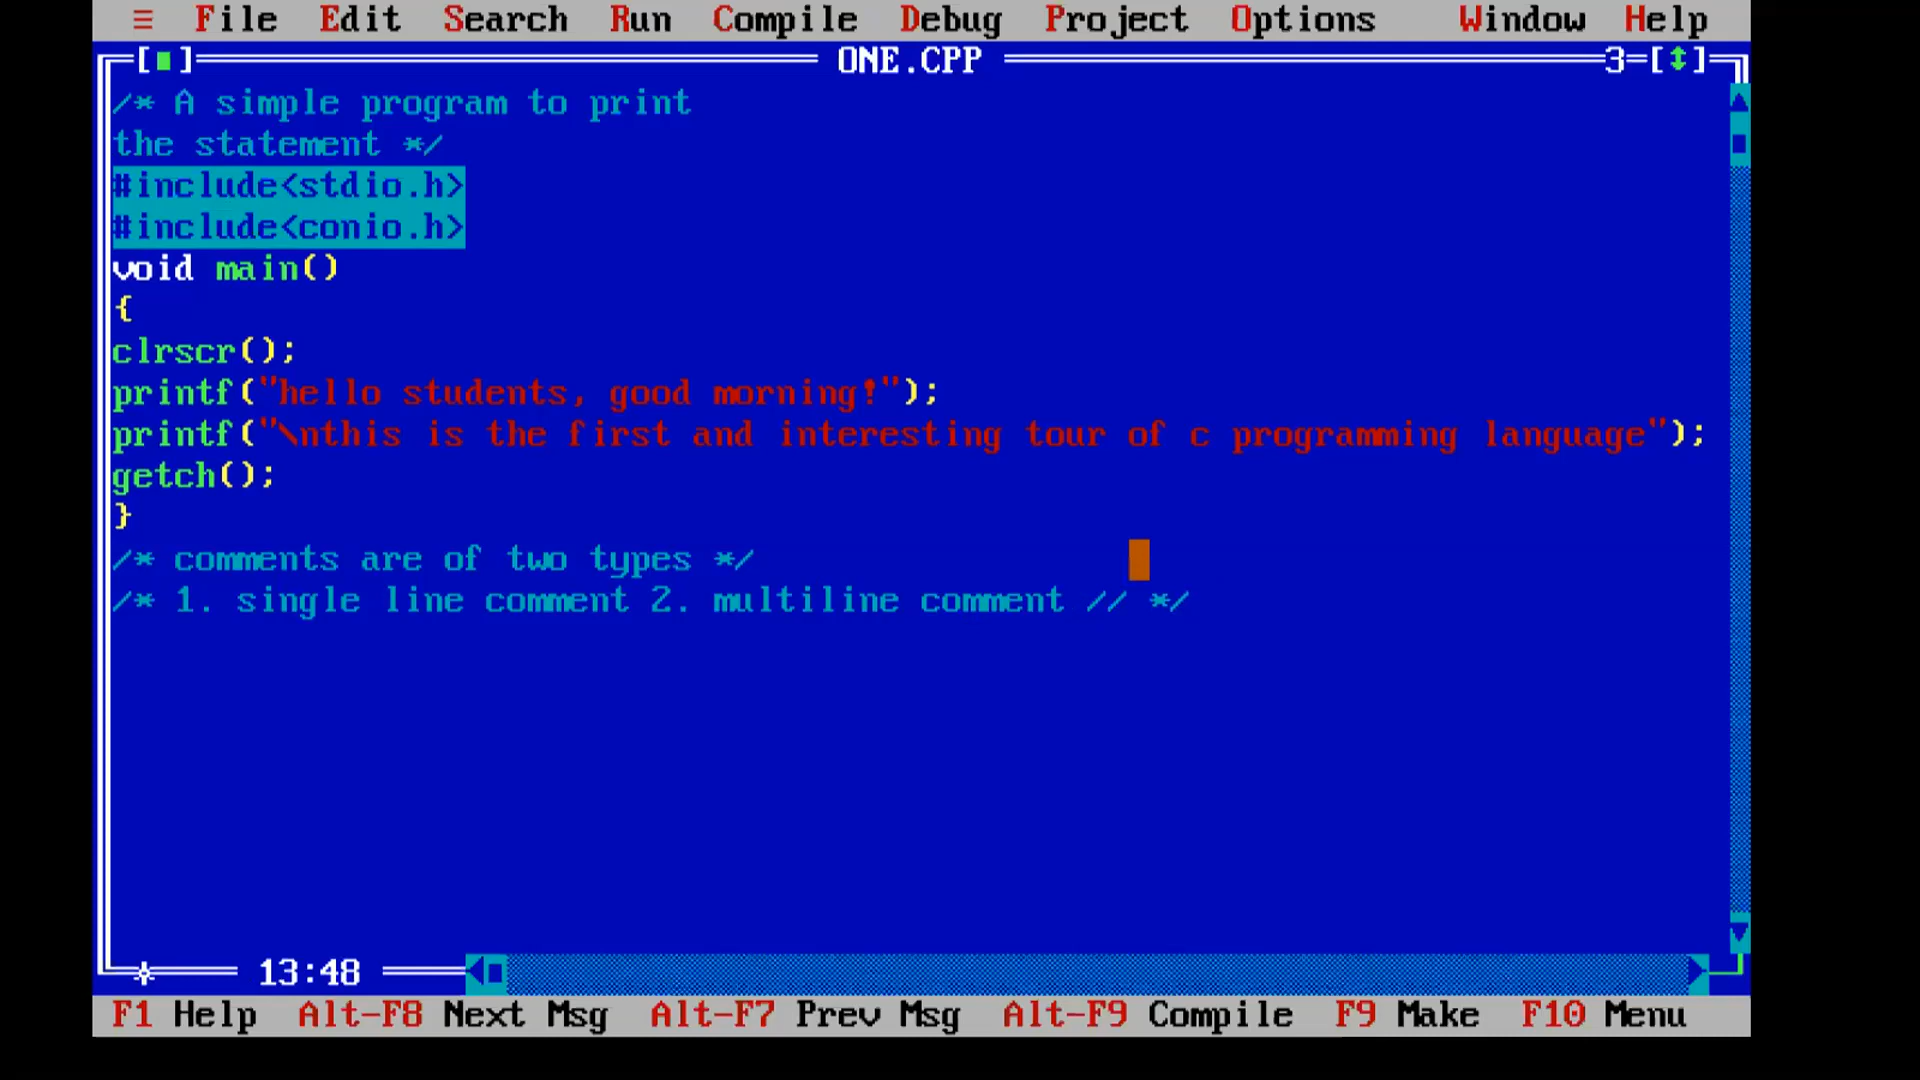 ≡ File Edit Search Run Compile Debug Project Options Window Help
[■] ONE.CPP 3=[↕]
/* A simple program to print
the statement */
#include<stdio.h>
#include<conio.h>
void main()
{
clrscr();
printf("hello students, good morning!");
printf("\nthis is the first and interesting tour of c programming language");
getch();
}
/* comments are of two types */
/* 1. single line comment 2. multiline comment // */
13:48
F1 Help Alt-F8 Next Msg Alt-F7 Prev Msg Alt-F9 Compile F9 Make F10 Menu